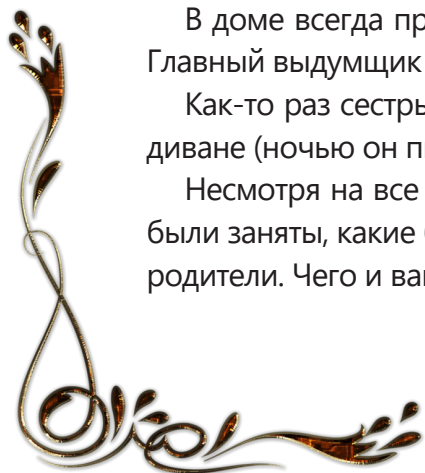 В доме всегда пр
Главный выдумщик
Как-то раз сестры
диване (ночью он п
Несмотря на все
были заняты, какие
родители. Чего и ва